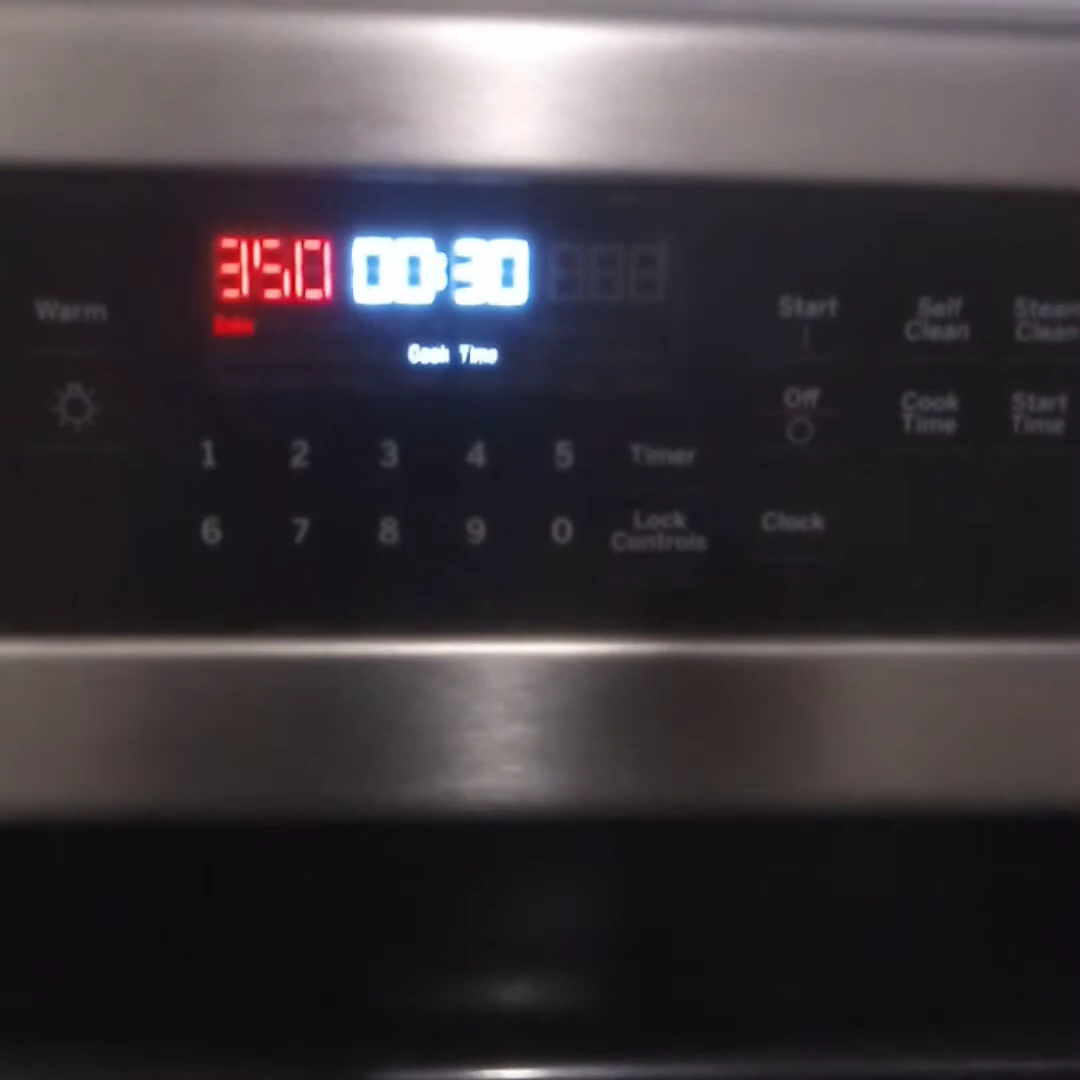 350 00:30
Bake
Cook Time
Warm
Start
Self
Clean
Steam
Clean
Off
Cook
Time
Start
Time
1 2 3 4 5 Timer
6 7 8 9 0
Lock
Controls
Clock